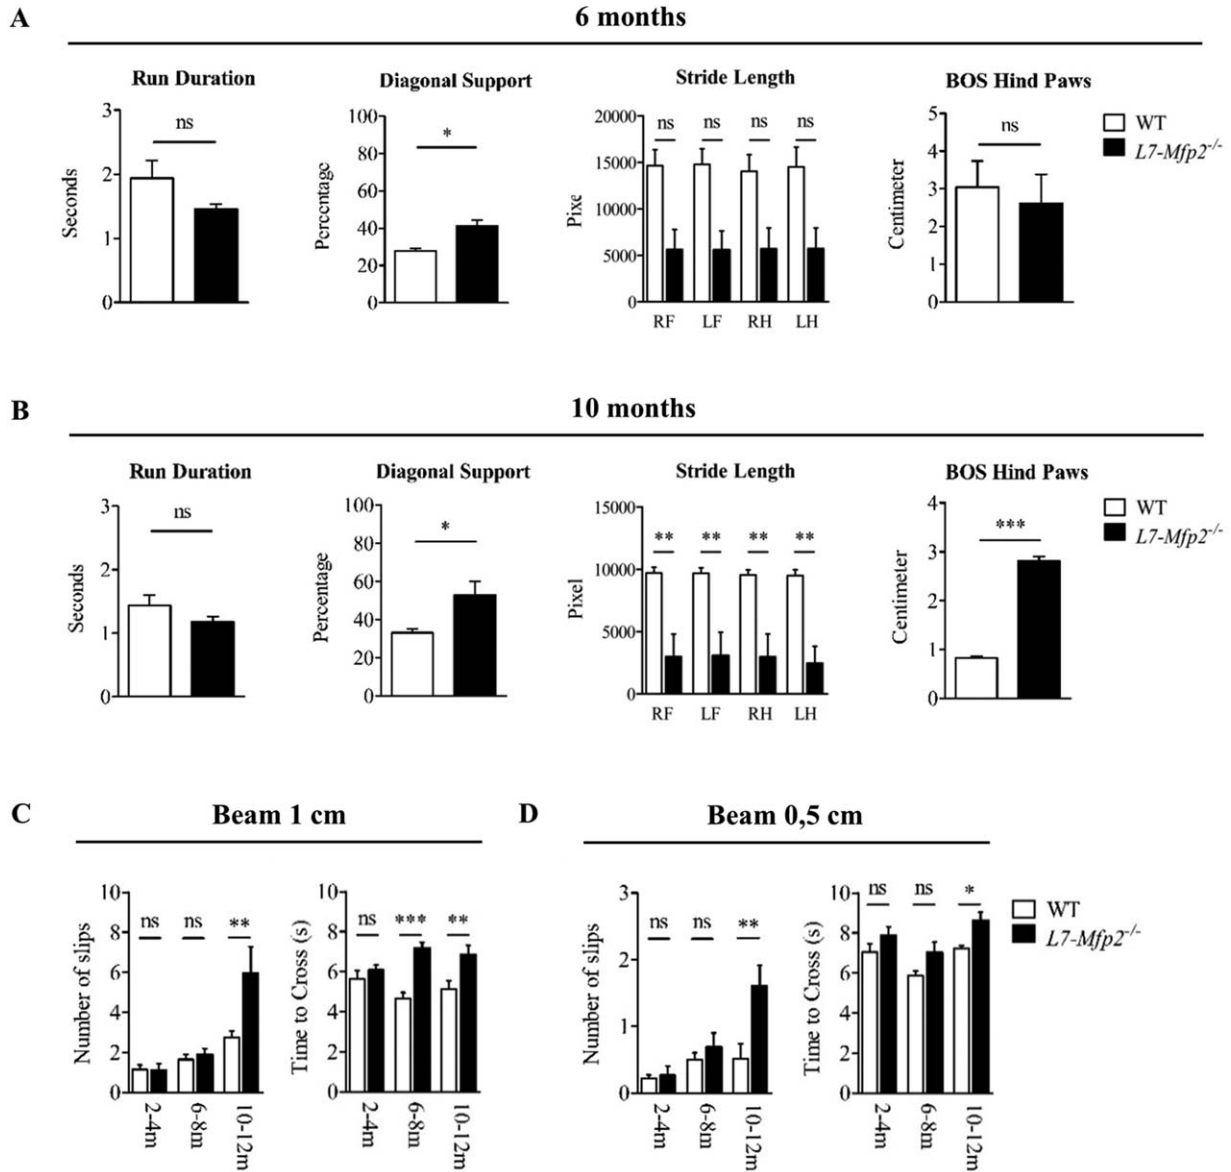 A
6 months
Run Duration
Diagonal Support
Stride Length
BOS Hind Paws
Seconds
3
2
1
0
ns
Percentage
100
80
60
40
20
0
*
Pixe
20000
15000
10000
5000
0
ns ns ns ns
RF LF RH LH
Centimeter
5
4
3
2
1
0
ns
WT
L7-Mfp2-/-
B
10 months
Run Duration
Diagonal Support
Stride Length
BOS Hind Paws
Seconds
3
2
1
0
ns
Percentage
100
80
60
40
20
0
*
Pixel
15000
10000
5000
0
** ** ** **
RF LF RH LH
Centimeter
4
3
2
1
0
***
WT
L7-Mfp2-/-
C
Beam 1 cm
Number of slips
10
8
6
4
2
0
ns ns **
2-4m 6-8m 10-12m
Time to Cross (s)
10
8
6
4
2
0
ns *** **
2-4m 6-8m 10-12m
D
Beam 0,5 cm
Number of slips
3
2
1
0
ns ns **
2-4m 6-8m 10-12m
Time to Cross (s)
10
8
6
4
2
0
ns ns *
2-4m 6-8m 10-12m
WT
L7-Mfp2-/-